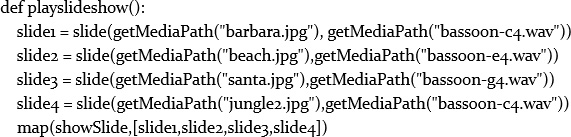 def playslideshow():
slide1 = slide(getMediaPath("barbara.jpg"), getMediaPath("bassoon-c4.wav"))
slide2 = slide(getMediaPath("beach.jpg"),getMediaPath("bassoon-e4.wav"))
slide3 = slide(getMediaPath("santa.jpg"),getMediaPath("bassoon-g4.wav"))
slide4 = slide(getMediaPath("jungle2.jpg"),getMediaPath("bassoon-c4.wav"))
map(showSlide,[slide1,slide2,slide3,slide4])